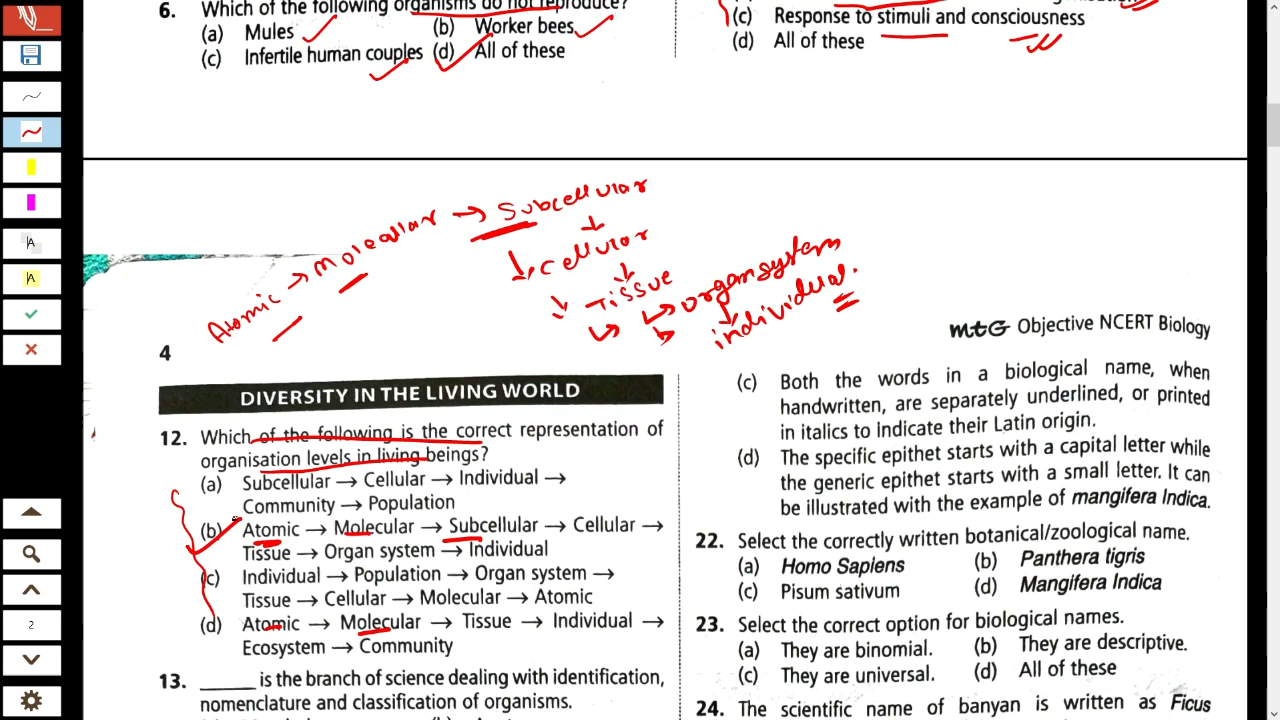 6. Which of the following organisms do not reproduce?
(a) Mules (b) Worker bees
(c) Infertile human couples (d) All of these
(c) Response to stimuli and consciousness
(d) All of these
Atomic → Molecular → Subcellular
↓ cellular
↓ Tissue
↳ organsystem
↳ individual.
4
DIVERSITY IN THE LIVING WORLD
12. Which of the following is the correct representation of
organisation levels in living beings?
(a) Subcellular → Cellular → Individual →
Community → Population
(b) Atomic → Molecular → Subcellular → Cellular →
Tissue → Organ system → Individual
(c) Individual → Population → Organ system →
Tissue → Cellular → Molecular → Atomic
(d) Atomic → Molecular → Tissue → Individual →
Ecosystem → Community
13. _____ is the branch of science dealing with identification,
nomenclature and classification of organisms.
mtG Objective NCERT Biology
(c) Both the words in a biological name, when
handwritten, are separately underlined, or printed
in italics to indicate their Latin origin.
(d) The specific epithet starts with a capital letter while
the generic epithet starts with a small letter. It can
be illustrated with the example of mangifera Indica.
22. Select the correctly written botanical/zoological name.
(a) Homo Sapiens (b) Panthera tigris
(c) Pisum sativum (d) Mangifera Indica
23. Select the correct option for biological names.
(a) They are binomial. (b) They are descriptive.
(c) They are universal. (d) All of these
24. The scientific name of banyan is written as Ficus
A
A
2